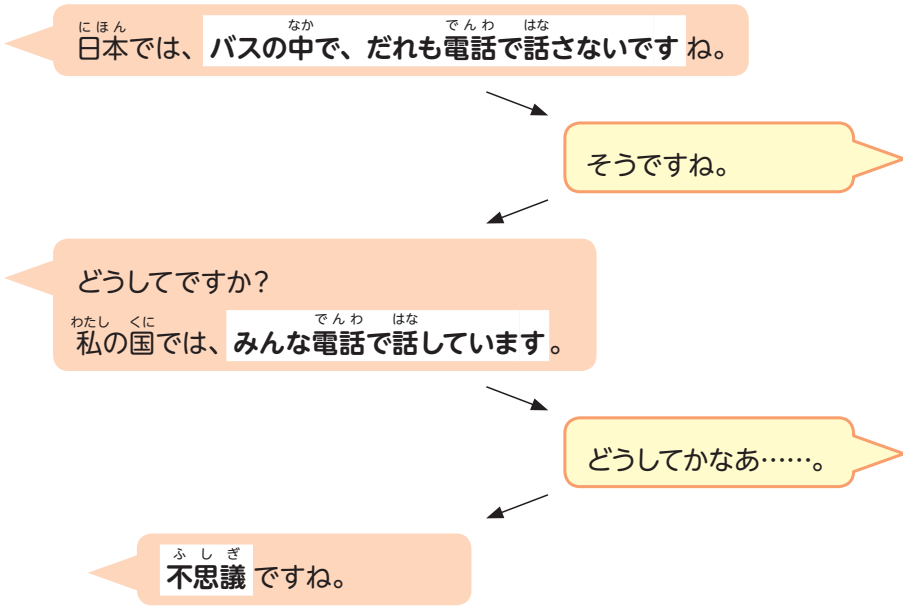 にほん なか でんわ はな
日本では、バスの中で、だれも電話で話さないですね。
そうですね。
どうしてですか?
わたし くに でんわ はな
私の国では、みんな電話で話しています。
どうしてかなあ……。
ふしぎ
不思議ですね。